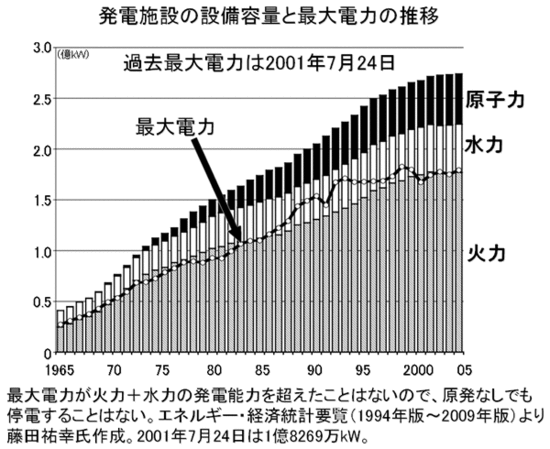 発電施設の設備容量と最大電力の推移
3.0
(億kW)
過去最大電力は2001年7月24日
2.5
原子力
最大電力
水力
2.0
1.5
火力
1.0
0.5
0
1965 70 75 80 85 90 95 2000 05
最大電力が火力＋水力の発電能力を超えたことはないので、原発なしでも
停電することはない。エネルギー・経済統計要覧（1994年版～2009年版）より
藤田祐幸氏作成。2001年7月24日は1億8269万kW。